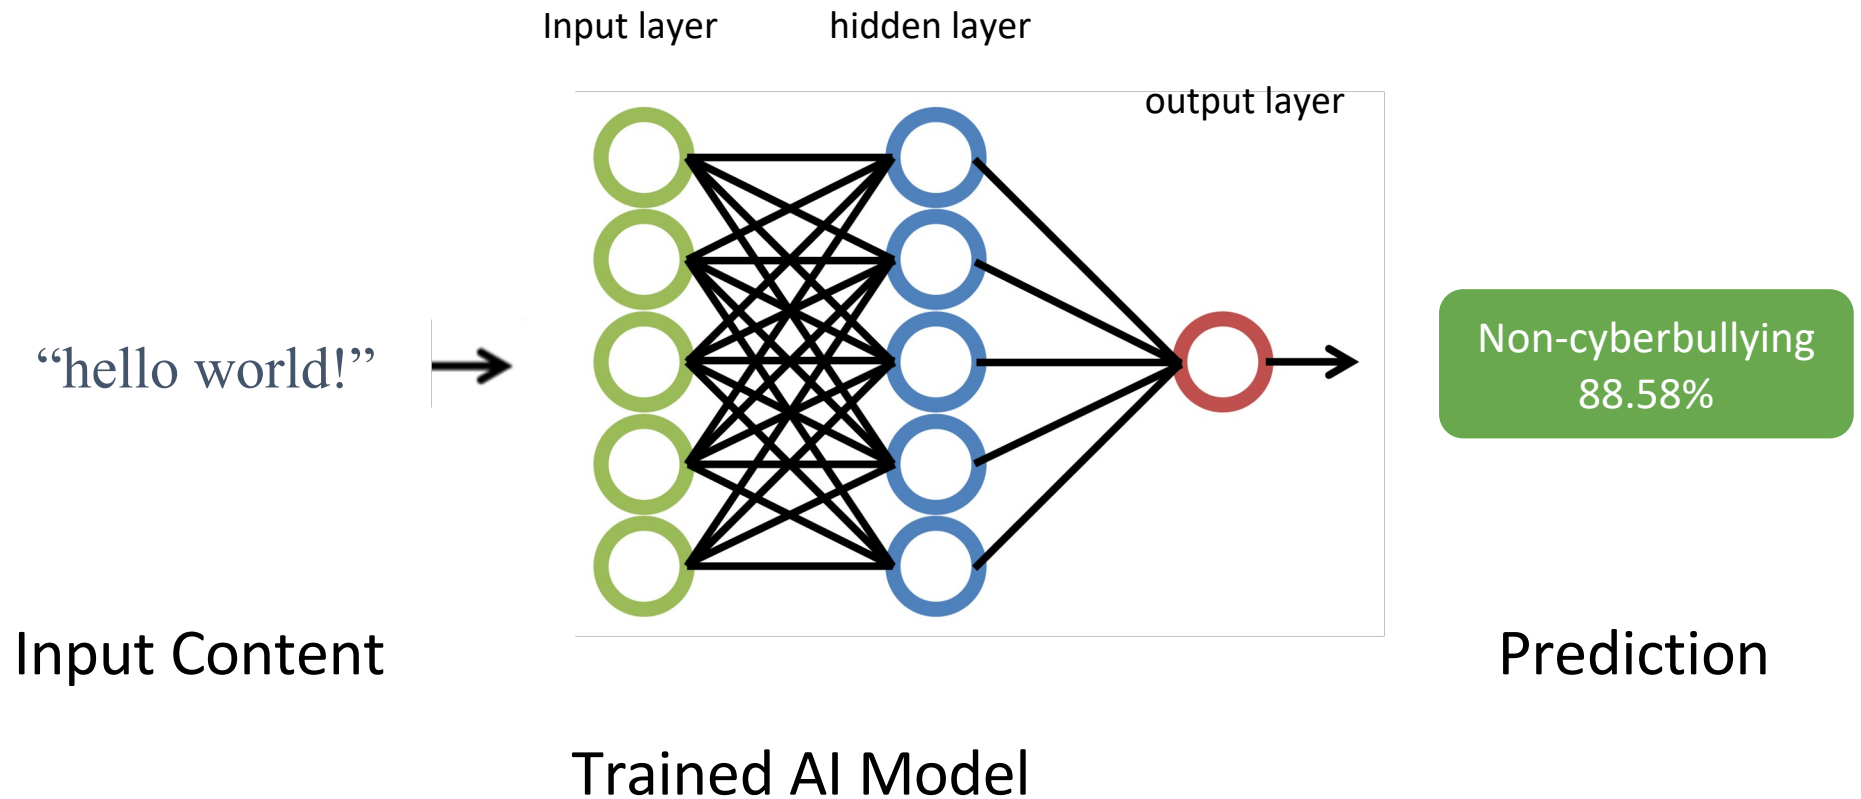 Input layer
hidden layer
output layer
“hello world!”
Non-cyberbullying
88.58%
Input Content
Prediction
Trained AI Model